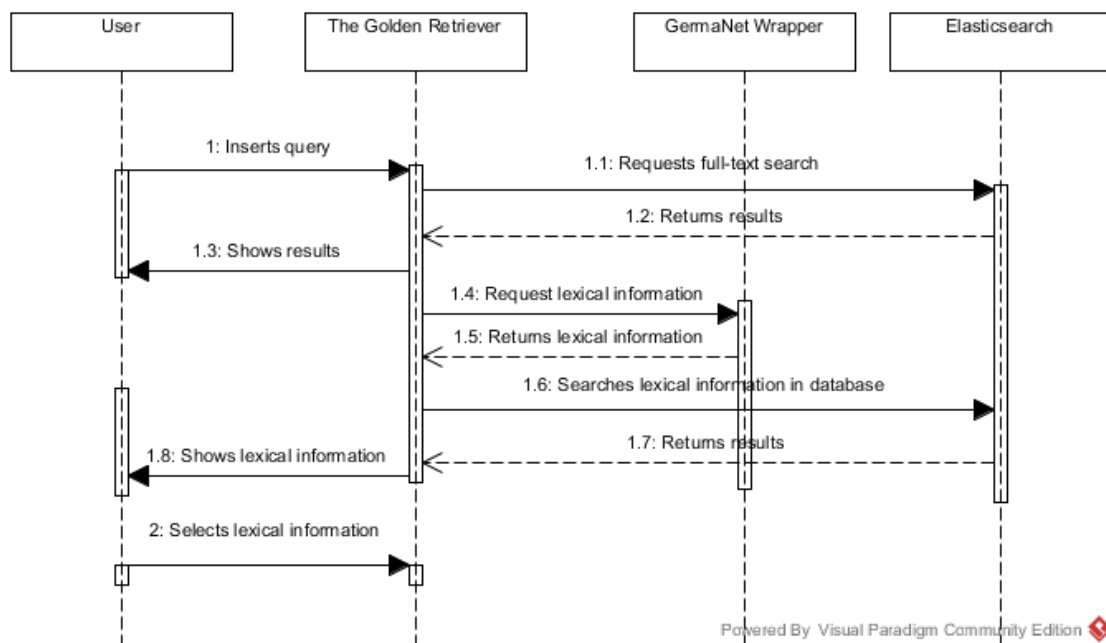 User
The Golden Retriever
GermaNet Wrapper
Elasticsearch
1: Inserts query
1.1: Requests full-text search
1.2: Returns results
1.3: Shows results
1.4: Request lexical information
1.5: Returns lexical information
1.6: Searches lexical information in database
1.7: Returns results
1.8: Shows lexical information
2: Selects lexical information
Powered By Visual Paradigm Community Edition